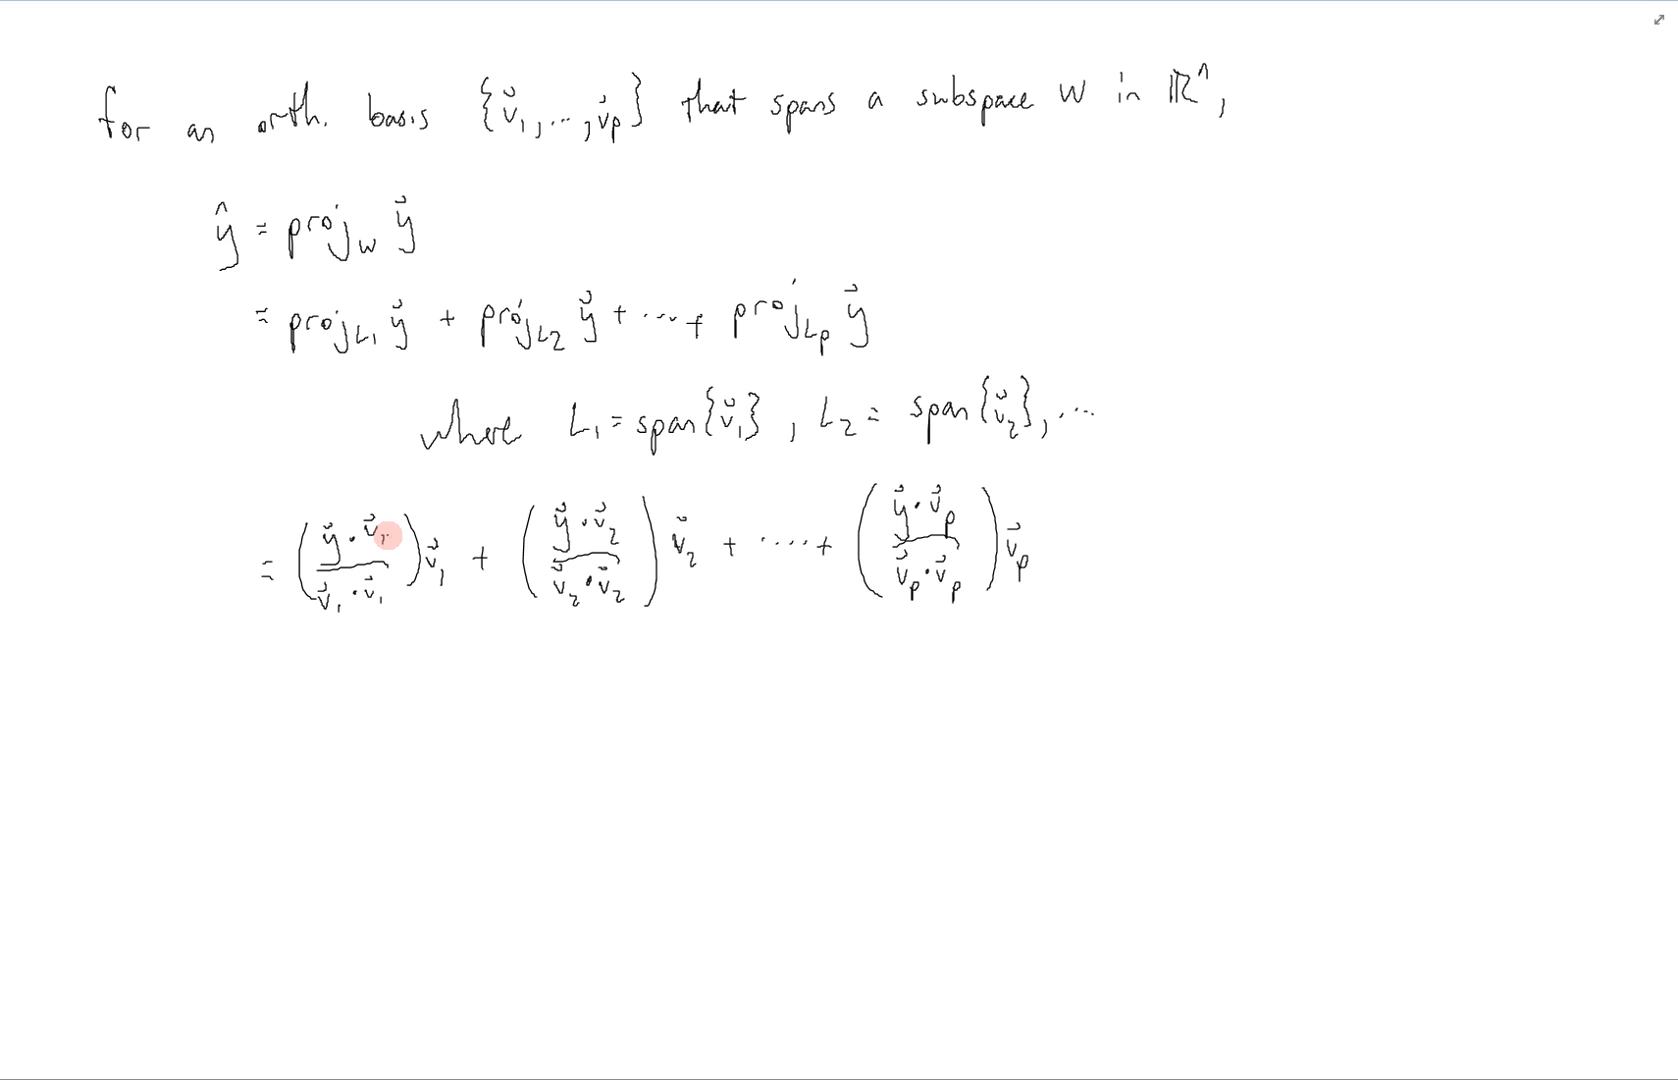 for an orth. basis {v⃗₁, ..., v⃗ₚ} that spans a subspace W in ℝⁿ,
ŷ = proj_W y⃗
= proj_L₁ y⃗ + proj_L₂ y⃗ + ... + proj_Lₚ y⃗
where L₁ = span{v⃗₁}, L₂ = span{v⃗₂}, ...
= (y⃗·v⃗₁ / v⃗₁·v⃗₁) v⃗₁ + (y⃗·v⃗₂ / v⃗₂·v⃗₂) v⃗₂ + ..... + (y⃗·v⃗ₚ / v⃗ₚ·v⃗ₚ) v⃗ₚ